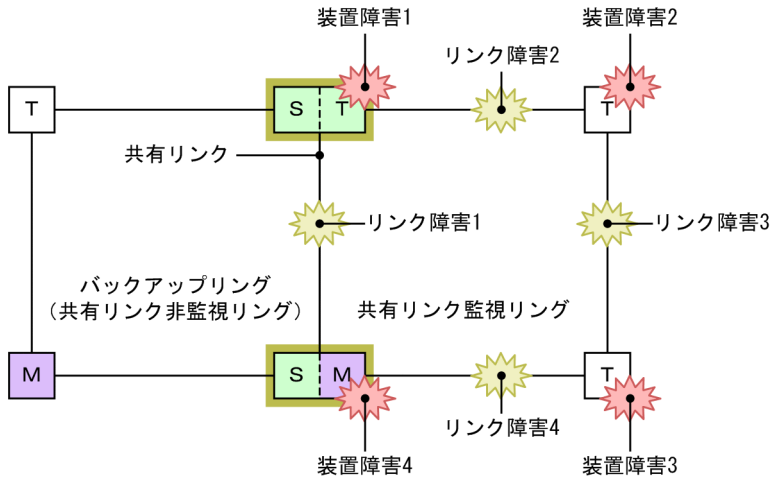 装置障害1
装置障害2
リンク障害2
T
S
T
T
共有リンク
リンク障害1
リンク障害3
バックアップリング
（共有リンク非監視リング）
共有リンク監視リング
M
S
M
T
リンク障害4
装置障害4
装置障害3